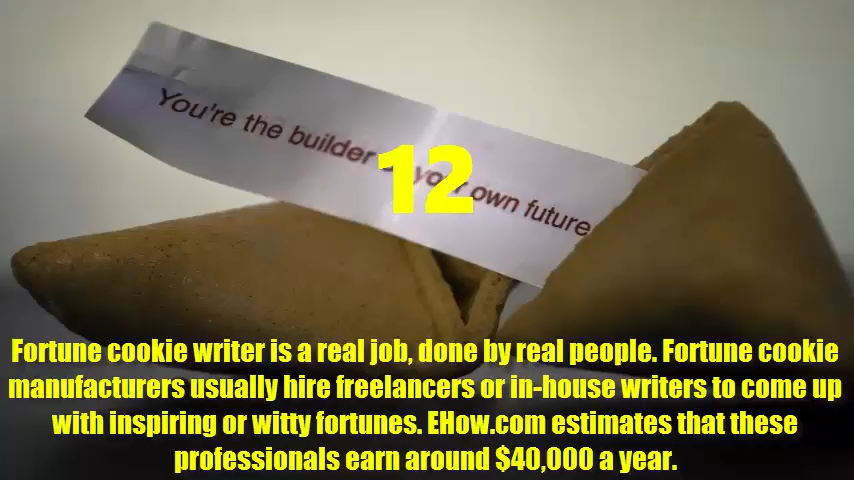 You're the builder your own future
12
Fortune cookie writer is a real job, done by real people. Fortune cookie
manufacturers usually hire freelancers or in-house writers to come up
with inspiring or witty fortunes. EHow.com estimates that these
professionals earn around $40,000 a year.